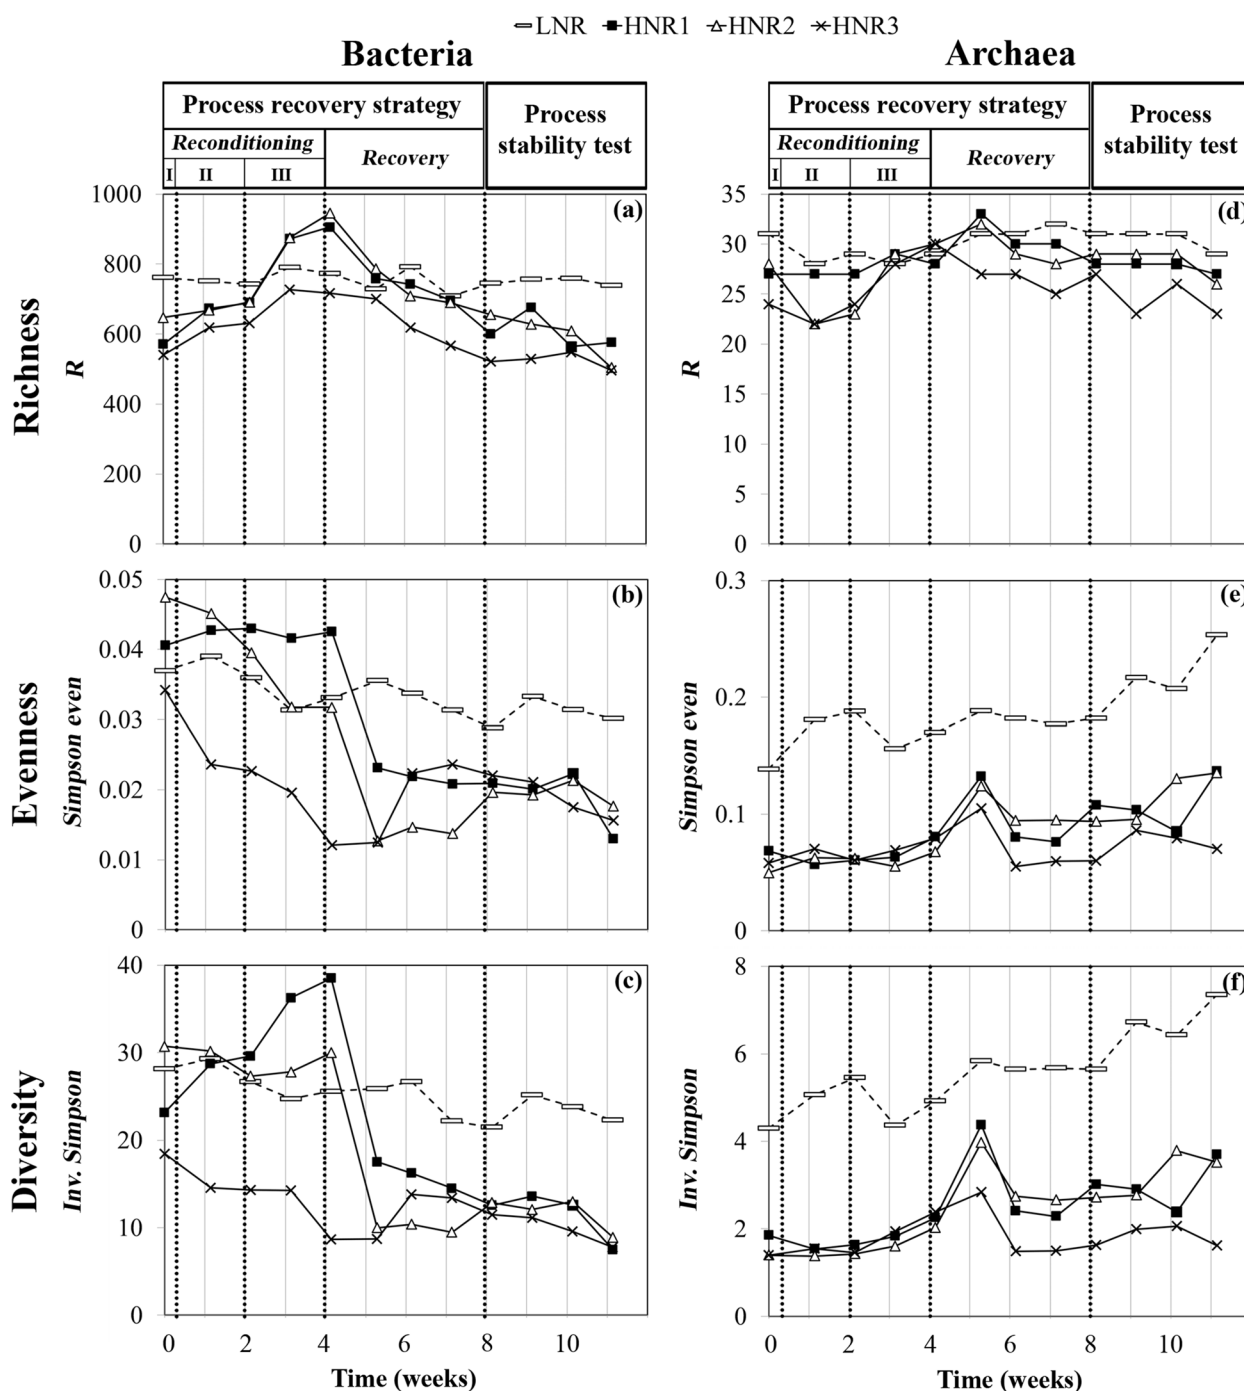 LNR HNR1 HNR2 HNR3
Bacteria Archaea
Process recovery strategy
Process stability test
Reconditioning
Recovery
I II III
Process recovery strategy
Process stability test
Reconditioning
Recovery
I II III
Richness
R
1000
800
600
400
200
0
(a)
R
35
30
25
20
15
10
5
0
(d)
Evenness
Simpson even
0.05
0.04
0.03
0.02
0.01
0
(b)
Simpson even
0.3
0.2
0.1
0
(e)
Diversity
Inv. Simpson
40
30
20
10
0
(c)
0 2 4 6 8 10
Time (weeks)
Inv. Simpson
8
6
4
2
0
(f)
0 2 4 6 8 10
Time (weeks)